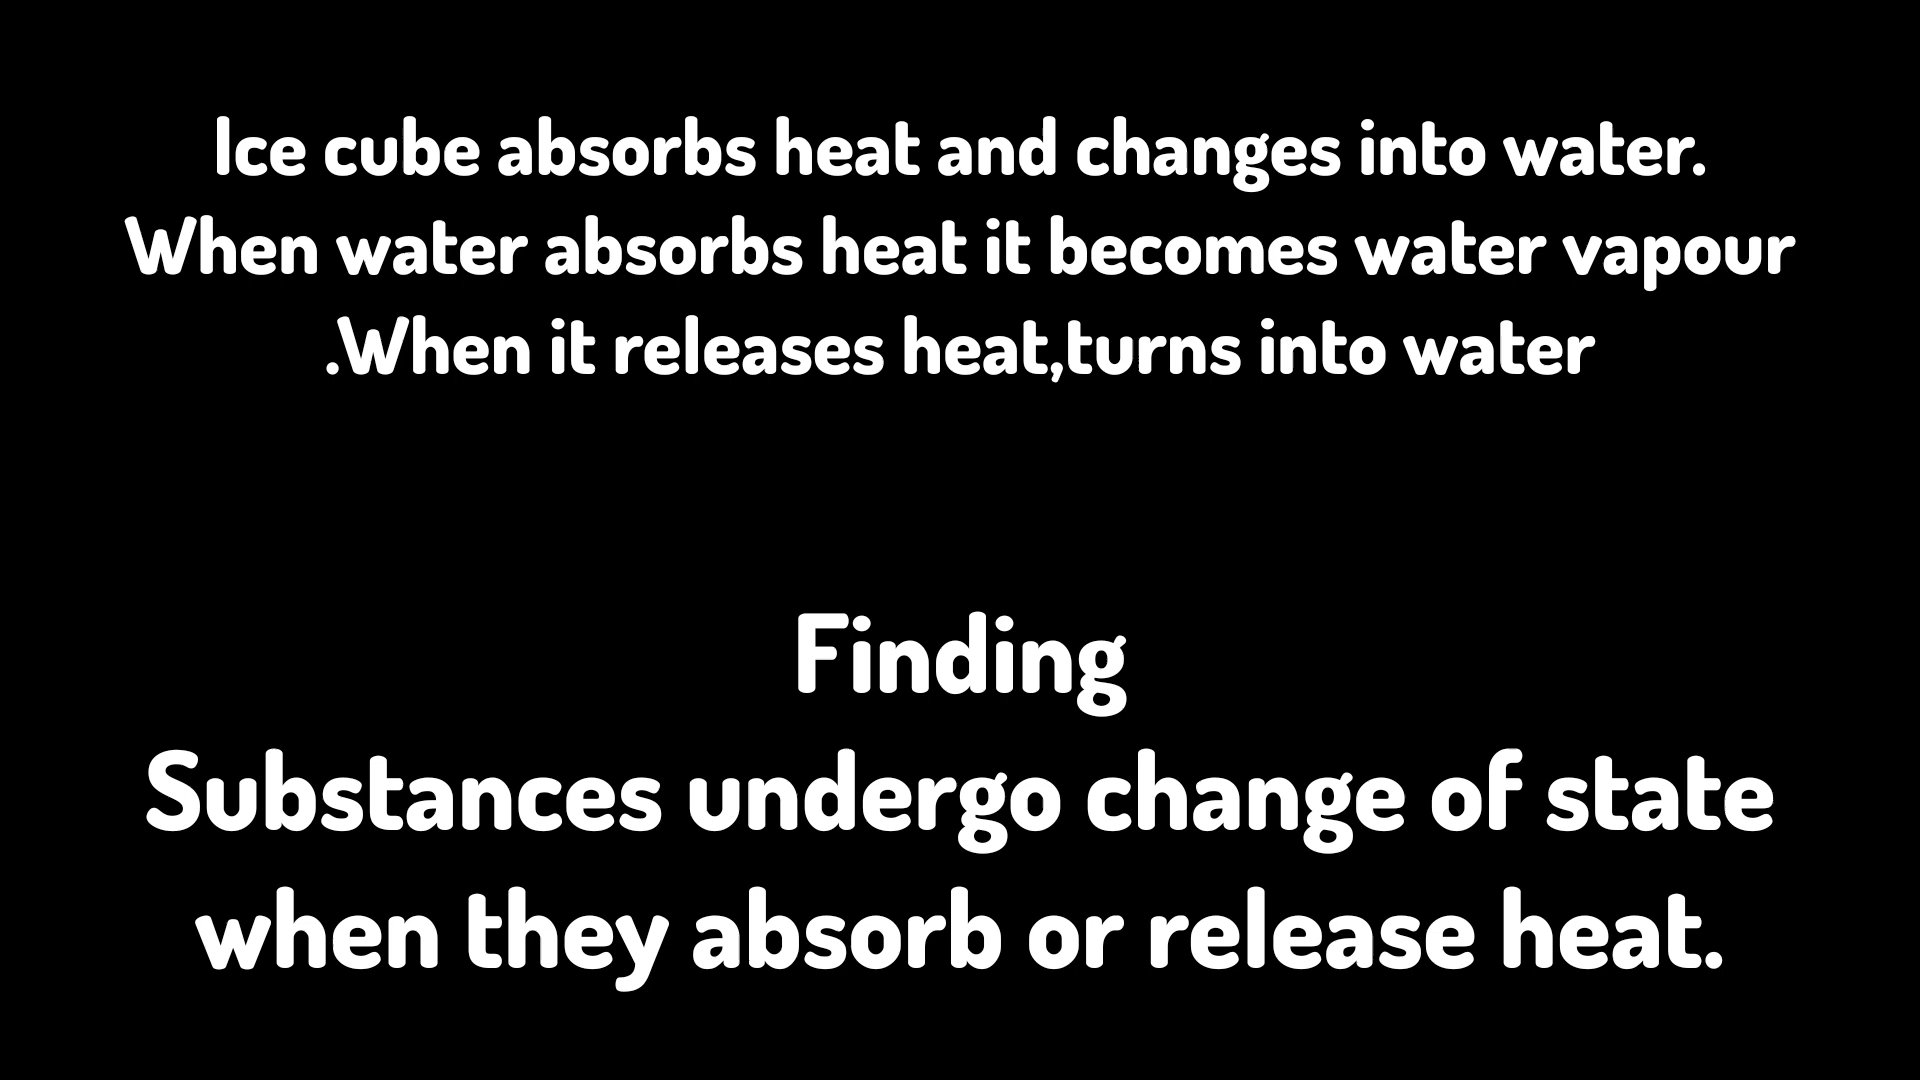 Ice cube absorbs heat and changes into water.
When water absorbs heat it becomes water vapour
.When it releases heat,turns into water
Finding
Substances undergo change of state
when they absorb or release heat.